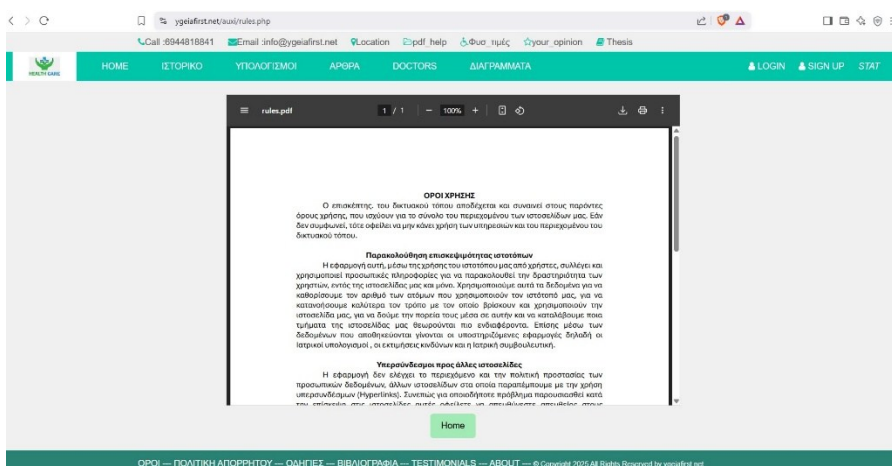 ygeiafirst.net/auxi/rules.php
Call :6944818841 Email :info@ygeiafirst.net Location pdf_help Φυσ_τιμές your_opinion Thesis
HEALTH CARE HOME ΙΣΤΟΡΙΚΟ ΥΠΟΛΟΓΙΣΜΟΙ ΑΡΘΡΑ DOCTORS ΔΙΑΓΡΑΜΜΑΤΑ LOGIN SIGN UP STAT
rules.pdf 1 / 1 − 100% +
ΟΡΟΙ ΧΡΗΣΗΣ
Ο επισκέπτης, του δικτυακού τόπου αποδέχεται και συναινεί στους παρόντες
όρους χρήσης, που ισχύουν για το σύνολο του περιεχομένου των ιστοσελίδων μας. Εάν
δεν συμφωνεί, τότε οφείλει να μην κάνει χρήση των υπηρεσιών και του περιεχομένου του
δικτυακού τόπου.
Παρακολούθηση επισκεψιμότητας ιστοτόπων
Η εφαρμογή αυτή, μέσω της χρήσης του ιστοτόπου μας από χρήστες, συλλέγει και
χρησιμοποιεί προσωπικές πληροφορίες για να παρακολουθεί την δραστηριότητα των
χρηστών, εντός της ιστοσελίδας μας και μόνο. Χρησιμοποιούμε αυτά τα δεδομένα για να
καθορίσουμε τον αριθμό των ατόμων που χρησιμοποιούν τον ιστότοπό μας, για να
κατανοήσουμε καλύτερα τον τρόπο με τον οποίο βρίσκουν και χρησιμοποιούν την
ιστοσελίδα μας, για να δούμε την πορεία τους μέσα σε αυτήν και να καταλάβουμε ποια
τμήματα της ιστοσελίδας μας θεωρούνται πιο ενδιαφέροντα. Επίσης μέσω των
δεδομένων που αποθηκεύονται γίνονται οι υποστηριζόμενες εφαρμογές δηλαδή οι
Ιατρικοί υπολογισμοί , οι εκτιμήσεις κινδύνων και η Ιατρική συμβουλευτική.
Υπερσύνδεσμοι προς άλλες ιστοσελίδες
Η εφαρμογή δεν ελέγχει το περιεχόμενο και την πολιτική προστασίας των
προσωπικών δεδομένων, άλλων ιστοσελίδων στα οποία παραπέμπουμε με την χρήση
υπερσυνδέσμων (Hyperlinks). Συνεπώς για οποιοδήποτε πρόβλημα παρουσιασθεί κατά
την επίσκεψη στις ιστοσελίδες αυτές οφείλετε να απευθύνεστε απευθείας στους
Home
ΟΡΟΙ — ΠΟΛΙΤΙΚΗ ΑΠΟΡΡΗΤΟΥ — ΟΔΗΓΙΕΣ — ΒΙΒΛΙΟΓΡΑΦΙΑ — TESTIMONIALS — ABOUT — © Copyright 2025 All Rights Reserved by ygeiafirst.net